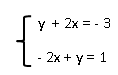 y + 2x = - 3
- 2x + y = 1